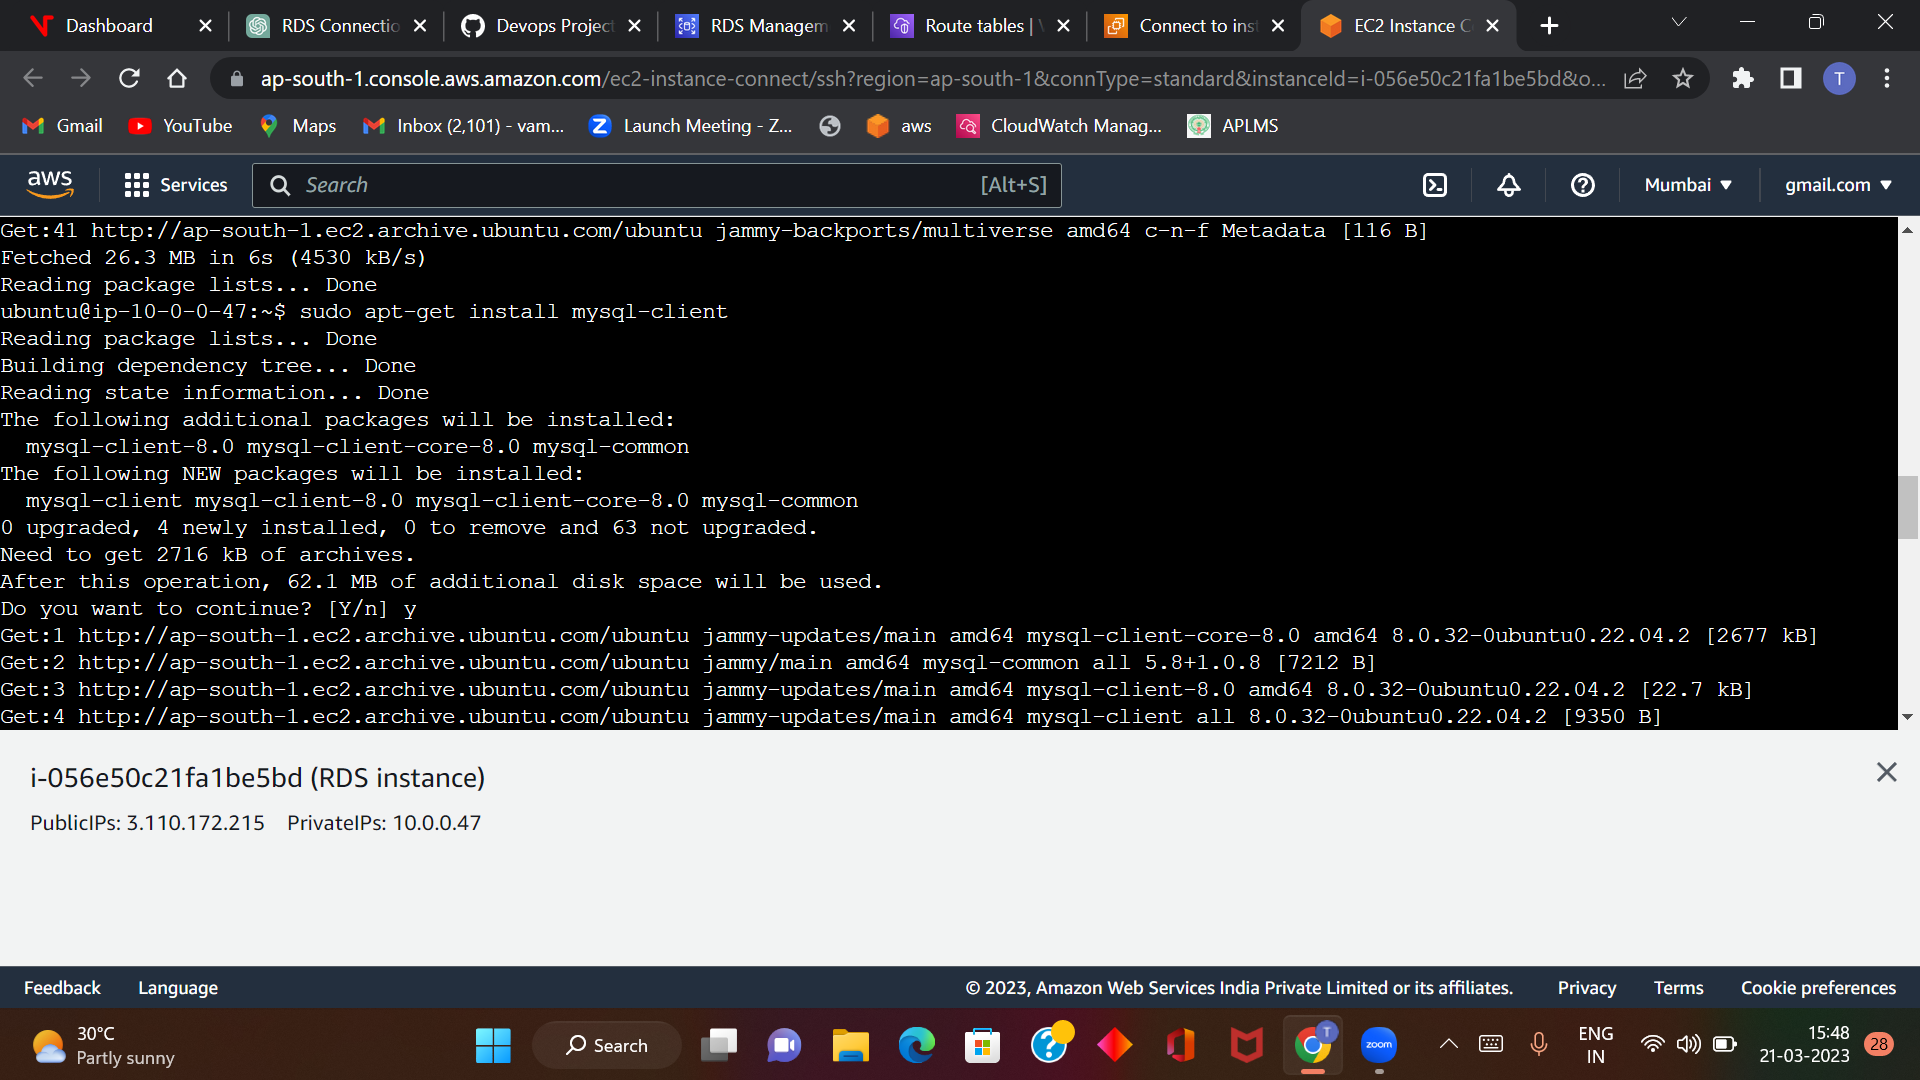 Dashboard
RDS Connectio
Devops Project
RDS Managem
Route tables |
Connect to inst
EC2 Instance C
ap-south-1.console.aws.amazon.com/ec2-instance-connect/ssh?region=ap-south-1&connType=standard&instanceId=i-056e50c21fa1be5bd&o...
T
Gmail
YouTube
Maps
Inbox (2,101) - vam...
Launch Meeting - Z...
aws
CloudWatch Manag...
APLMS
aws
Services
Search
[Alt+S]
Mumbai
gmail.com
Get:41 http://ap-south-1.ec2.archive.ubuntu.com/ubuntu jammy-backports/multiverse amd64 c-n-f Metadata [116 B]
Fetched 26.3 MB in 6s (4530 kB/s)
Reading package lists... Done
ubuntu@ip-10-0-0-47:~$ sudo apt-get install mysql-client
Reading package lists... Done
Building dependency tree... Done
Reading state information... Done
The following additional packages will be installed:
mysql-client-8.0 mysql-client-core-8.0 mysql-common
The following NEW packages will be installed:
mysql-client mysql-client-8.0 mysql-client-core-8.0 mysql-common
0 upgraded, 4 newly installed, 0 to remove and 63 not upgraded.
Need to get 2716 kB of archives.
After this operation, 62.1 MB of additional disk space will be used.
Do you want to continue? [Y/n] y
Get:1 http://ap-south-1.ec2.archive.ubuntu.com/ubuntu jammy-updates/main amd64 mysql-client-core-8.0 amd64 8.0.32-0ubuntu0.22.04.2 [2677 kB]
Get:2 http://ap-south-1.ec2.archive.ubuntu.com/ubuntu jammy/main amd64 mysql-common all 5.8+1.0.8 [7212 B]
Get:3 http://ap-south-1.ec2.archive.ubuntu.com/ubuntu jammy-updates/main amd64 mysql-client-8.0 amd64 8.0.32-0ubuntu0.22.04.2 [22.7 kB]
Get:4 http://ap-south-1.ec2.archive.ubuntu.com/ubuntu jammy-updates/main amd64 mysql-client all 8.0.32-0ubuntu0.22.04.2 [9350 B]
i-056e50c21fa1be5bd (RDS instance)
PublicIPs: 3.110.172.215 PrivateIPs: 10.0.0.47
Feedback
Language
© 2023, Amazon Web Services India Private Limited or its affiliates.
Privacy
Terms
Cookie preferences
30°C
Partly sunny
Search
T
zoom
ENG
IN
15:48
21-03-2023
28